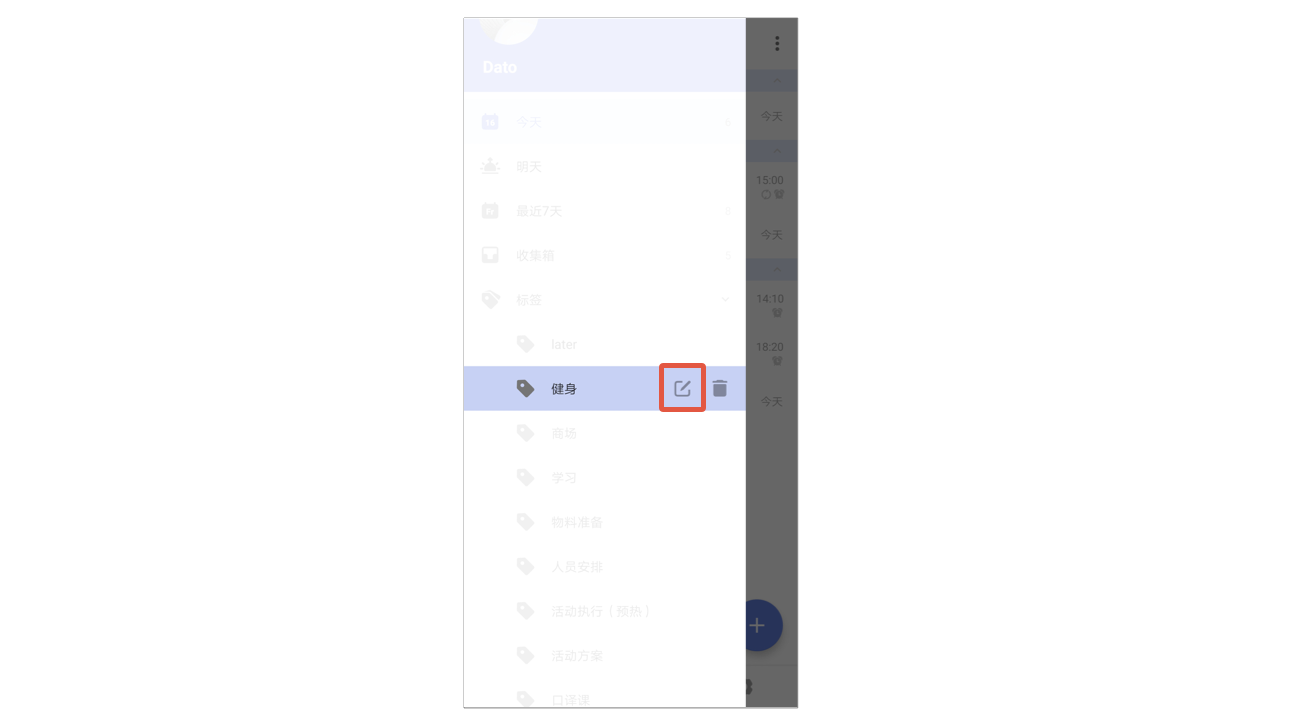 Dato
今天
今天
明天
15:00
最近7天
今天
收集箱
标签
14:10
later
18:20
健身
今天
商场
学习
物料准备
人员安排
活动执行（预热）
活动方案
口译课